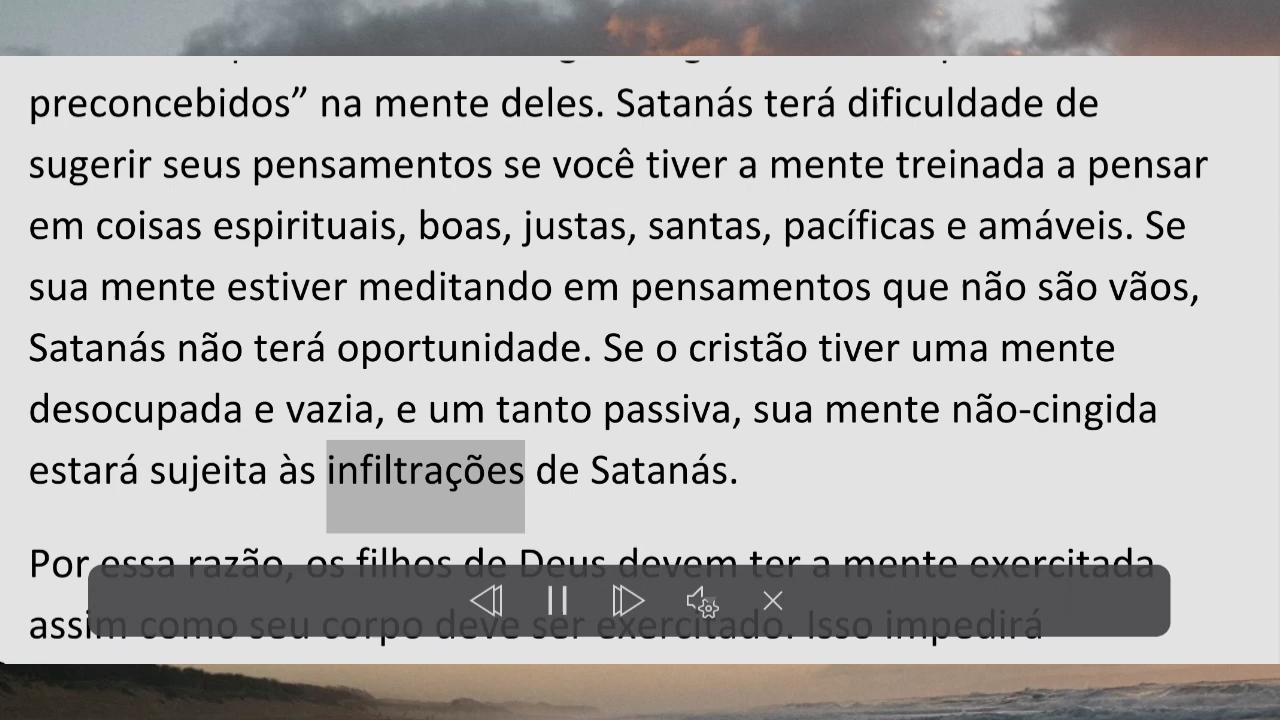 preconcebidos” na mente deles. Satanás terá dificuldade de
sugerir seus pensamentos se você tiver a mente treinada a pensar
em coisas espirituais, boas, justas, santas, pacíficas e amáveis. Se
sua mente estiver meditando em pensamentos que não são vãos,
Satanás não terá oportunidade. Se o cristão tiver uma mente
desocupada e vazia, e um tanto passiva, sua mente não-cingida
estará sujeita às infiltrações de Satanás.
Por essa razão, os filhos de Deus devem ter a mente exercitada
assim como seu corpo deve ser exercitado. Isso impedirá